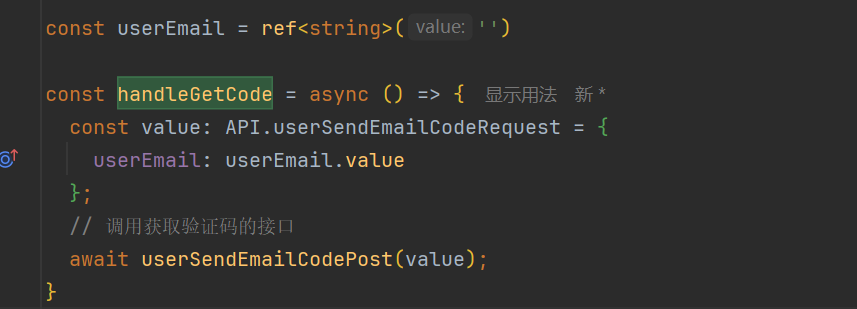 const userEmail = ref<string>( value: '')
const handleGetCode = async () => { 显示用法 新 *
const value: API.userSendEmailCodeRequest = {
userEmail: userEmail.value
};
// 调用获取验证码的接口
await userSendEmailCodePost(value);
}